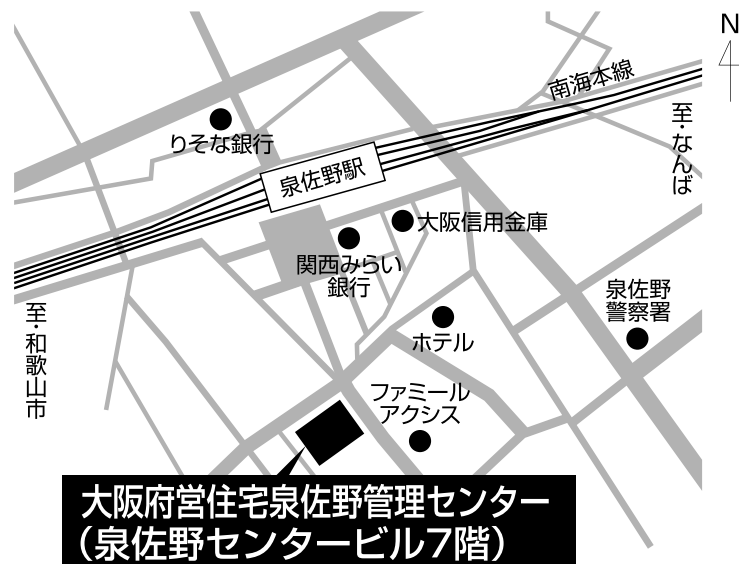 N
南海本線
至・なんば
りそな銀行
泉佐野駅
大阪信用金庫
関西みらい
銀行
泉佐野
警察署
至・和歌山市
ホテル
ファミール
アクシス
大阪府営住宅泉佐野管理センター
（泉佐野センタービル7階）